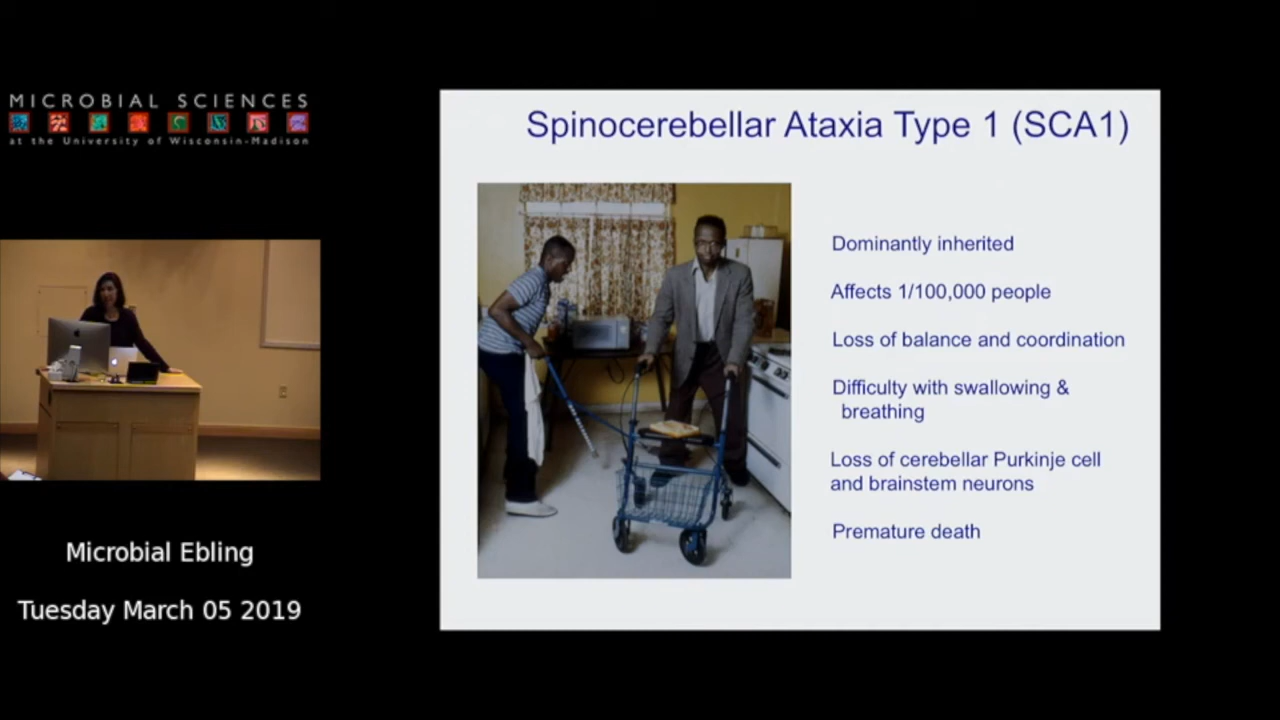 MICROBIAL SCIENCES
at the University of Wisconsin-Madison
Microbial Ebling
Tuesday March 05 2019
Spinocerebellar Ataxia Type 1 (SCA1)
Dominantly inherited
Affects 1/100,000 people
Loss of balance and coordination
Difficulty with swallowing &
breathing
Loss of cerebellar Purkinje cell
and brainstem neurons
Premature death